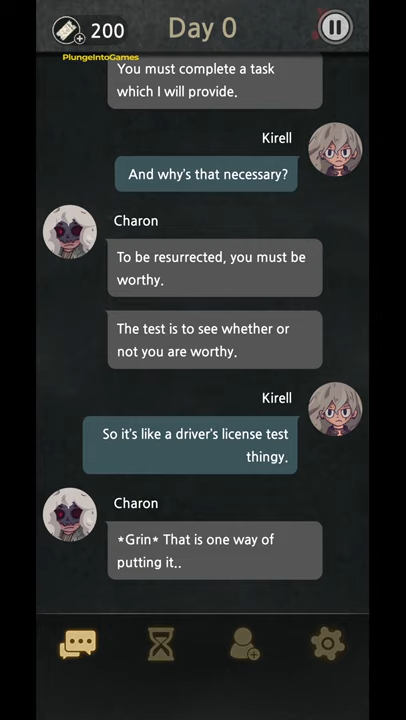 200
Day 0
PlungeIntoGames
You must complete a task
which I will provide.
Kirell
And why's that necessary?
Charon
To be resurrected, you must be
worthy.
The test is to see whether or
not you are worthy.
Kirell
So it's like a driver's license test
thingy.
Charon
*Grin* That is one way of
putting it..